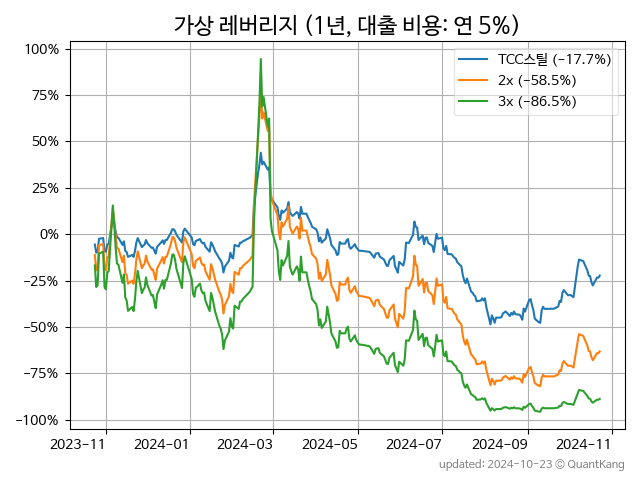 가상 레버리지 (1년, 대출 비용: 연 5%)
100%
75%
50%
25%
0%
−25%
−50%
−75%
−100%
TCC스틸 (-17.7%)
2x (-58.5%)
3x (-86.5%)
2023-11 2024-01 2024-03 2024-05 2024-07 2024-09 2024-11
updated: 2024-10-23 © QuantKang